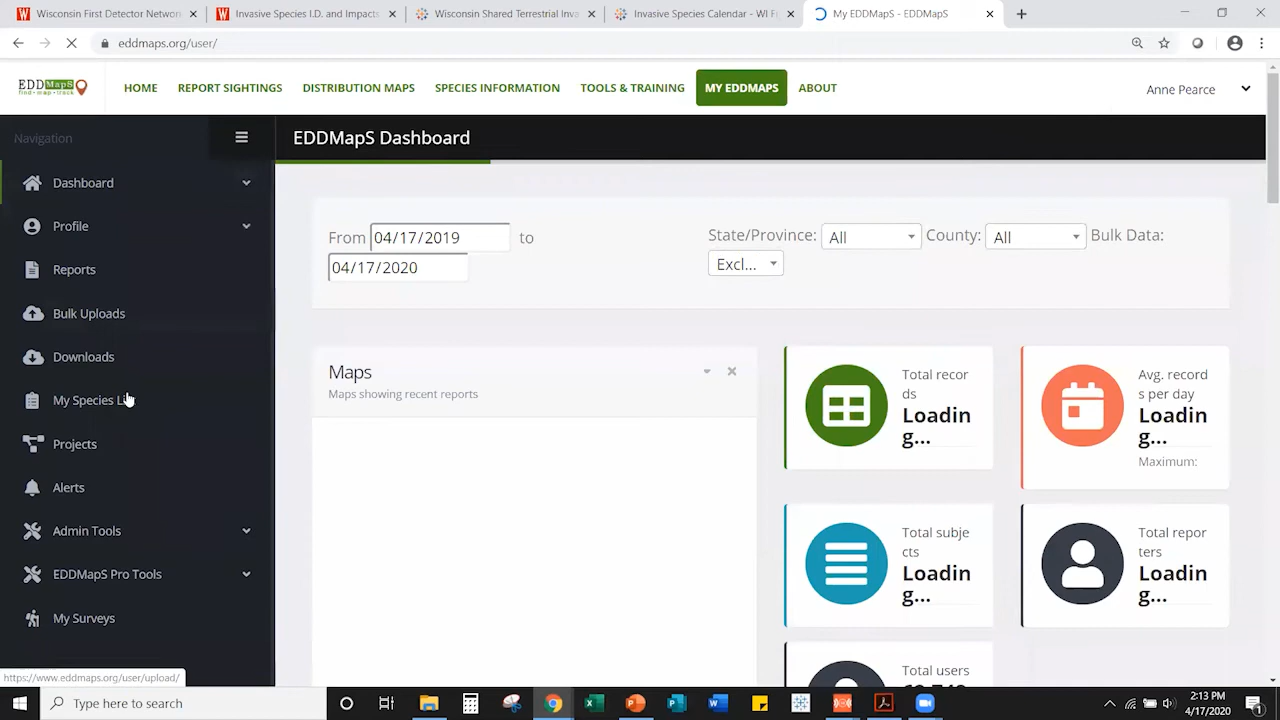 Wisconsin First Detector Network
Invasive Species I.D. and Impacts
Wisconsin Shared Terrestrial Inva
Invasive Species Calendar - WI Fi
My EDDMapS - EDDMapS
eddmaps.org/user/
EDDMapS
find·map·track
HOME
REPORT SIGHTINGS
DISTRIBUTION MAPS
SPECIES INFORMATION
TOOLS & TRAINING
MY EDDMAPS
ABOUT
Anne Pearce
Navigation
EDDMapS Dashboard
Dashboard
Profile
Reports
Bulk Uploads
Downloads
My Species Li
Projects
Alerts
Admin Tools
EDDMapS Pro Tools
My Surveys
From 04/17/2019 to
04/17/2020
State/Province: All County: All Bulk Data:
Excl...
Maps
Maps showing recent reports
Total recor
ds
Loadin
g...
Avg. record
s per day
Loadin
g...
Maximum:
Total subje
cts
Loadin
g...
Total repor
ters
Loadin
g...
Total users
https://www.eddmaps.org/user/upload/
Type here to search
2:13 PM
4/17/2020
1